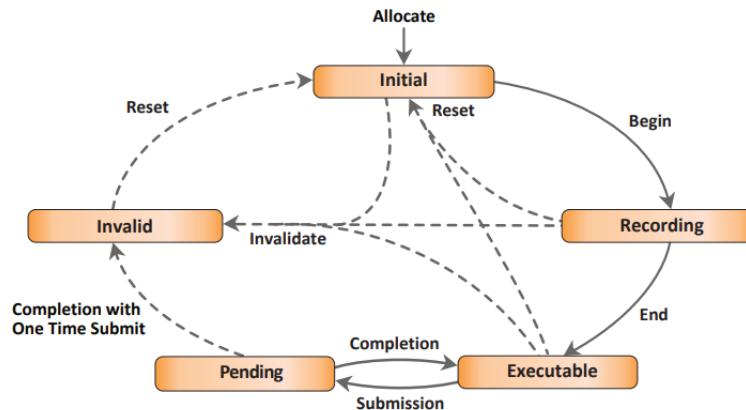 Allocate
Initial
Reset
Reset
Begin
Invalid
Recording
Invalidate
Completion with
One Time Submit
End
Completion
Pending
Executable
Submission